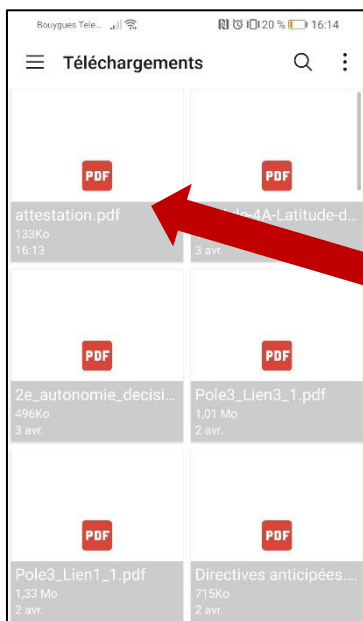 Bouygues Tele... 20 % 16:14
Téléchargements
PDF PDF
attestation.pdf -4A-Latitude-d...
133Ko
16:13 3 avr.
PDF PDF
2e_autonomie_decisi... Pole3_Lien3_1.pdf
496Ko 1,01 Mo
3 avr. 2 avr.
PDF PDF
Pole3_Lien1_1.pdf Directives anticipées....
1,33 Mo 715Ko
2 avr. 2 avr.